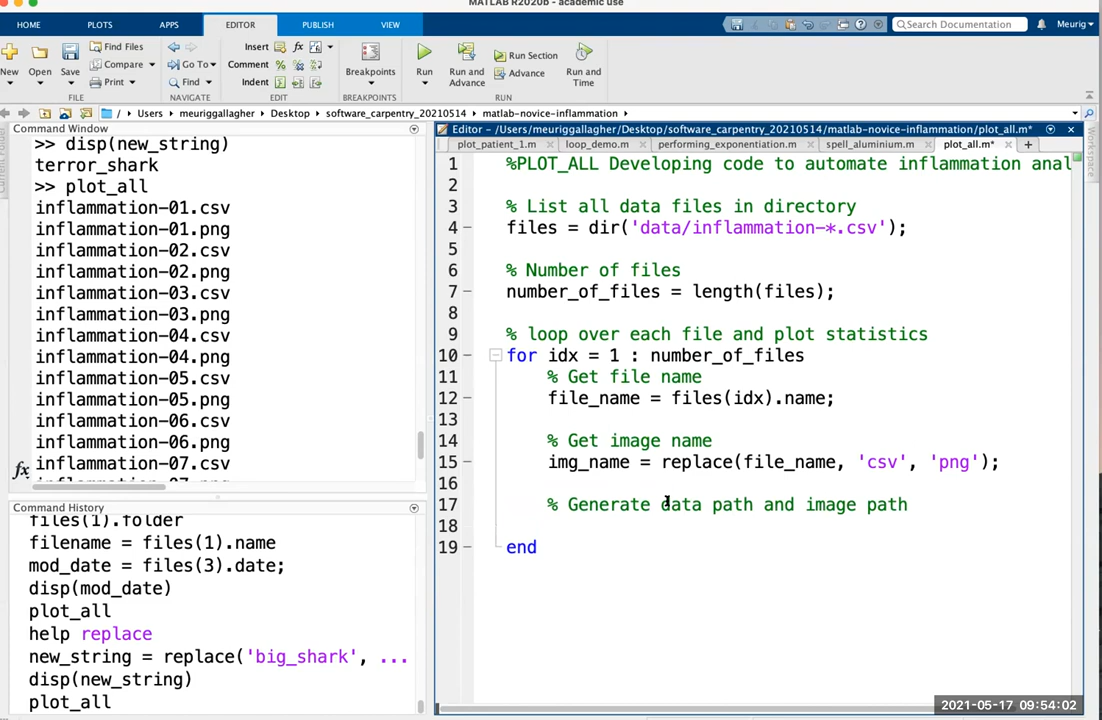 MATLAB R2020b - academic use
HOME PLOTS APPS EDITOR PUBLISH VIEW
Search Documentation Meurig
New Open Save Find Files Compare Print
FILE
Go To Find
NAVIGATE
Insert fx
Comment %
Indent
EDIT
Breakpoints
BREAKPOINTS
Run Run and Advance Run Section Advance Run and Time
RUN
/ Users meuriggallagher Desktop software_carpentry_20210514 matlab-novice-inflammation
Command Window
>> disp(new_string)
terror_shark
>> plot_all
inflammation-01.csv
inflammation-01.png
inflammation-02.csv
inflammation-02.png
inflammation-03.csv
inflammation-03.png
inflammation-04.csv
inflammation-04.png
inflammation-05.csv
inflammation-05.png
inflammation-06.csv
inflammation-06.png
inflammation-07.csv
fx
Command History
files(1).folder
filename = files(1).name
mod_date = files(3).date;
disp(mod_date)
plot_all
help replace
new_string = replace('big_shark', ...
disp(new_string)
plot_all
Editor - /Users/meuriggallagher/Desktop/software_carpentry_20210514/matlab-novice-inflammation/plot_all.m*
plot_patient_1.m loop_demo.m performing_exponentiation.m spell_aluminium.m plot_all.m* +
1 %PLOT_ALL Developing code to automate inflammation anal
2
3 % List all data files in directory
4 files = dir('data/inflammation-*.csv');
5
6 % Number of files
7 number_of_files = length(files);
8
9 % loop over each file and plot statistics
10 for idx = 1 : number_of_files
11 % Get file name
12 file_name = files(idx).name;
13
14 % Get image name
15 img_name = replace(file_name, 'csv', 'png');
16
17 % Generate data path and image path
18
19 end
2021-05-17 09:54:02